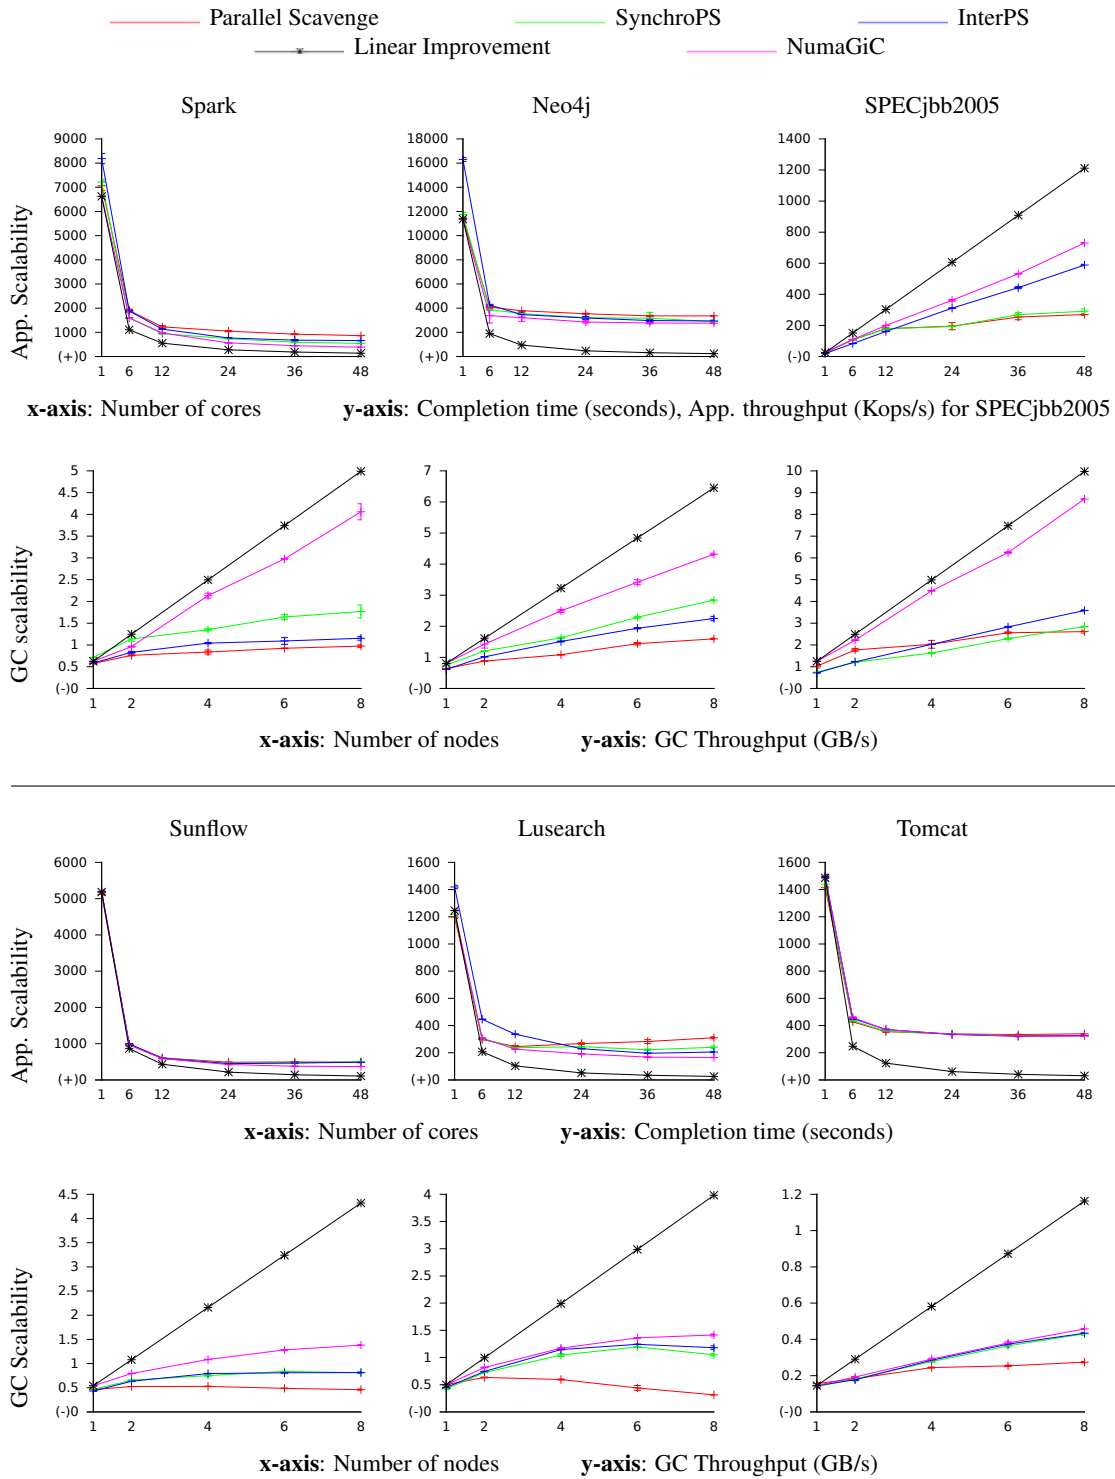 Parallel Scavenge SynchroPS InterPS
Linear Improvement NumaGiC
Spark Neo4j SPECjbb2005
App. Scalability
9000 8000 7000 6000 5000 4000 3000 2000 1000 (+)0
1 6 12 24 36 48
18000 16000 14000 12000 10000 8000 6000 4000 2000 (+)0
1 6 12 24 36 48
1400 1200 1000 800 600 400 200 (-)0
1 6 12 24 36 48
x-axis: Number of cores y-axis: Completion time (seconds), App. throughput (Kops/s) for SPECjbb2005
GC scalability
5 4.5 4 3.5 3 2.5 2 1.5 1 0.5 (-)0
1 2 4 6 8
7 6 5 4 3 2 1 (-)0
1 2 4 6 8
10 9 8 7 6 5 4 3 2 1 (-)0
1 2 4 6 8
x-axis: Number of nodes y-axis: GC Throughput (GB/s)
Sunflow Lusearch Tomcat
App. Scalability
6000 5000 4000 3000 2000 1000 (+)0
1 6 12 24 36 48
1600 1400 1200 1000 800 600 400 200 (+)0
1 6 12 24 36 48
1600 1400 1200 1000 800 600 400 200 (+)0
1 6 12 24 36 48
x-axis: Number of cores y-axis: Completion time (seconds)
GC Scalability
4.5 4 3.5 3 2.5 2 1.5 1 0.5 (-)0
1 2 4 6 8
4 3.5 3 2.5 2 1.5 1 0.5 (-)0
1 2 4 6 8
1.2 1 0.8 0.6 0.4 0.2 (-)0
1 2 4 6 8
x-axis: Number of nodes y-axis: GC Throughput (GB/s)